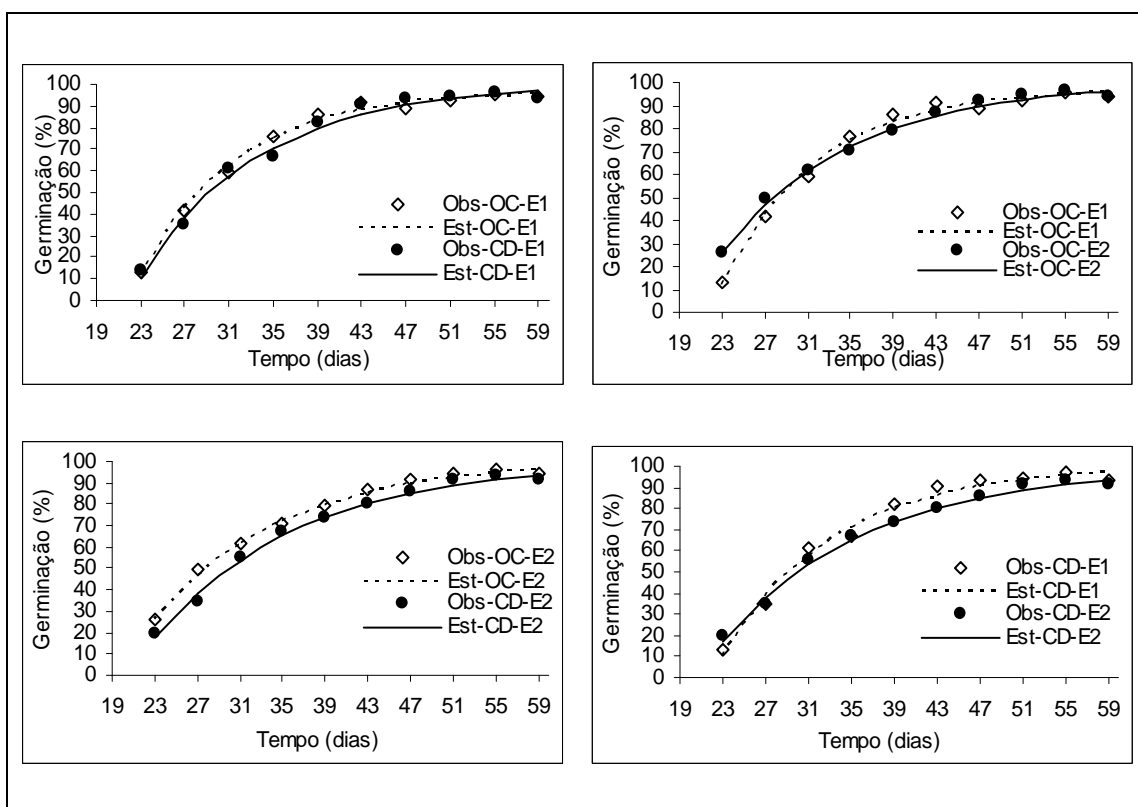 100
90
80
70
60
50
40
30
20
10
0
Germinação (%)
19 23 27 31 35 39 43 47 51 55 59
Tempo (dias)
Obs-OC-E1
Est-OC-E1
Obs-CD-E1
Est-CD-E1
100
90
80
70
60
50
40
30
20
10
0
Germinação (%)
19 23 27 31 35 39 43 47 51 55 59
Tempo (dias)
Obs-OC-E1
Est-OC-E1
Obs-OC-E2
Est-OC-E2
100
90
80
70
60
50
40
30
20
10
0
Germinação (%)
19 23 27 31 35 39 43 47 51 55 59
Tempo (dias)
Obs-OC-E2
Est-OC-E2
Obs-CD-E2
Est-CD-E2
100
90
80
70
60
50
40
30
20
10
0
Germinação (%)
19 23 27 31 35 39 43 47 51 55 59
Tempo (dias)
Obs-CD-E1
Est-CD-E1
Obs-CD-E2
Est-CD-E2